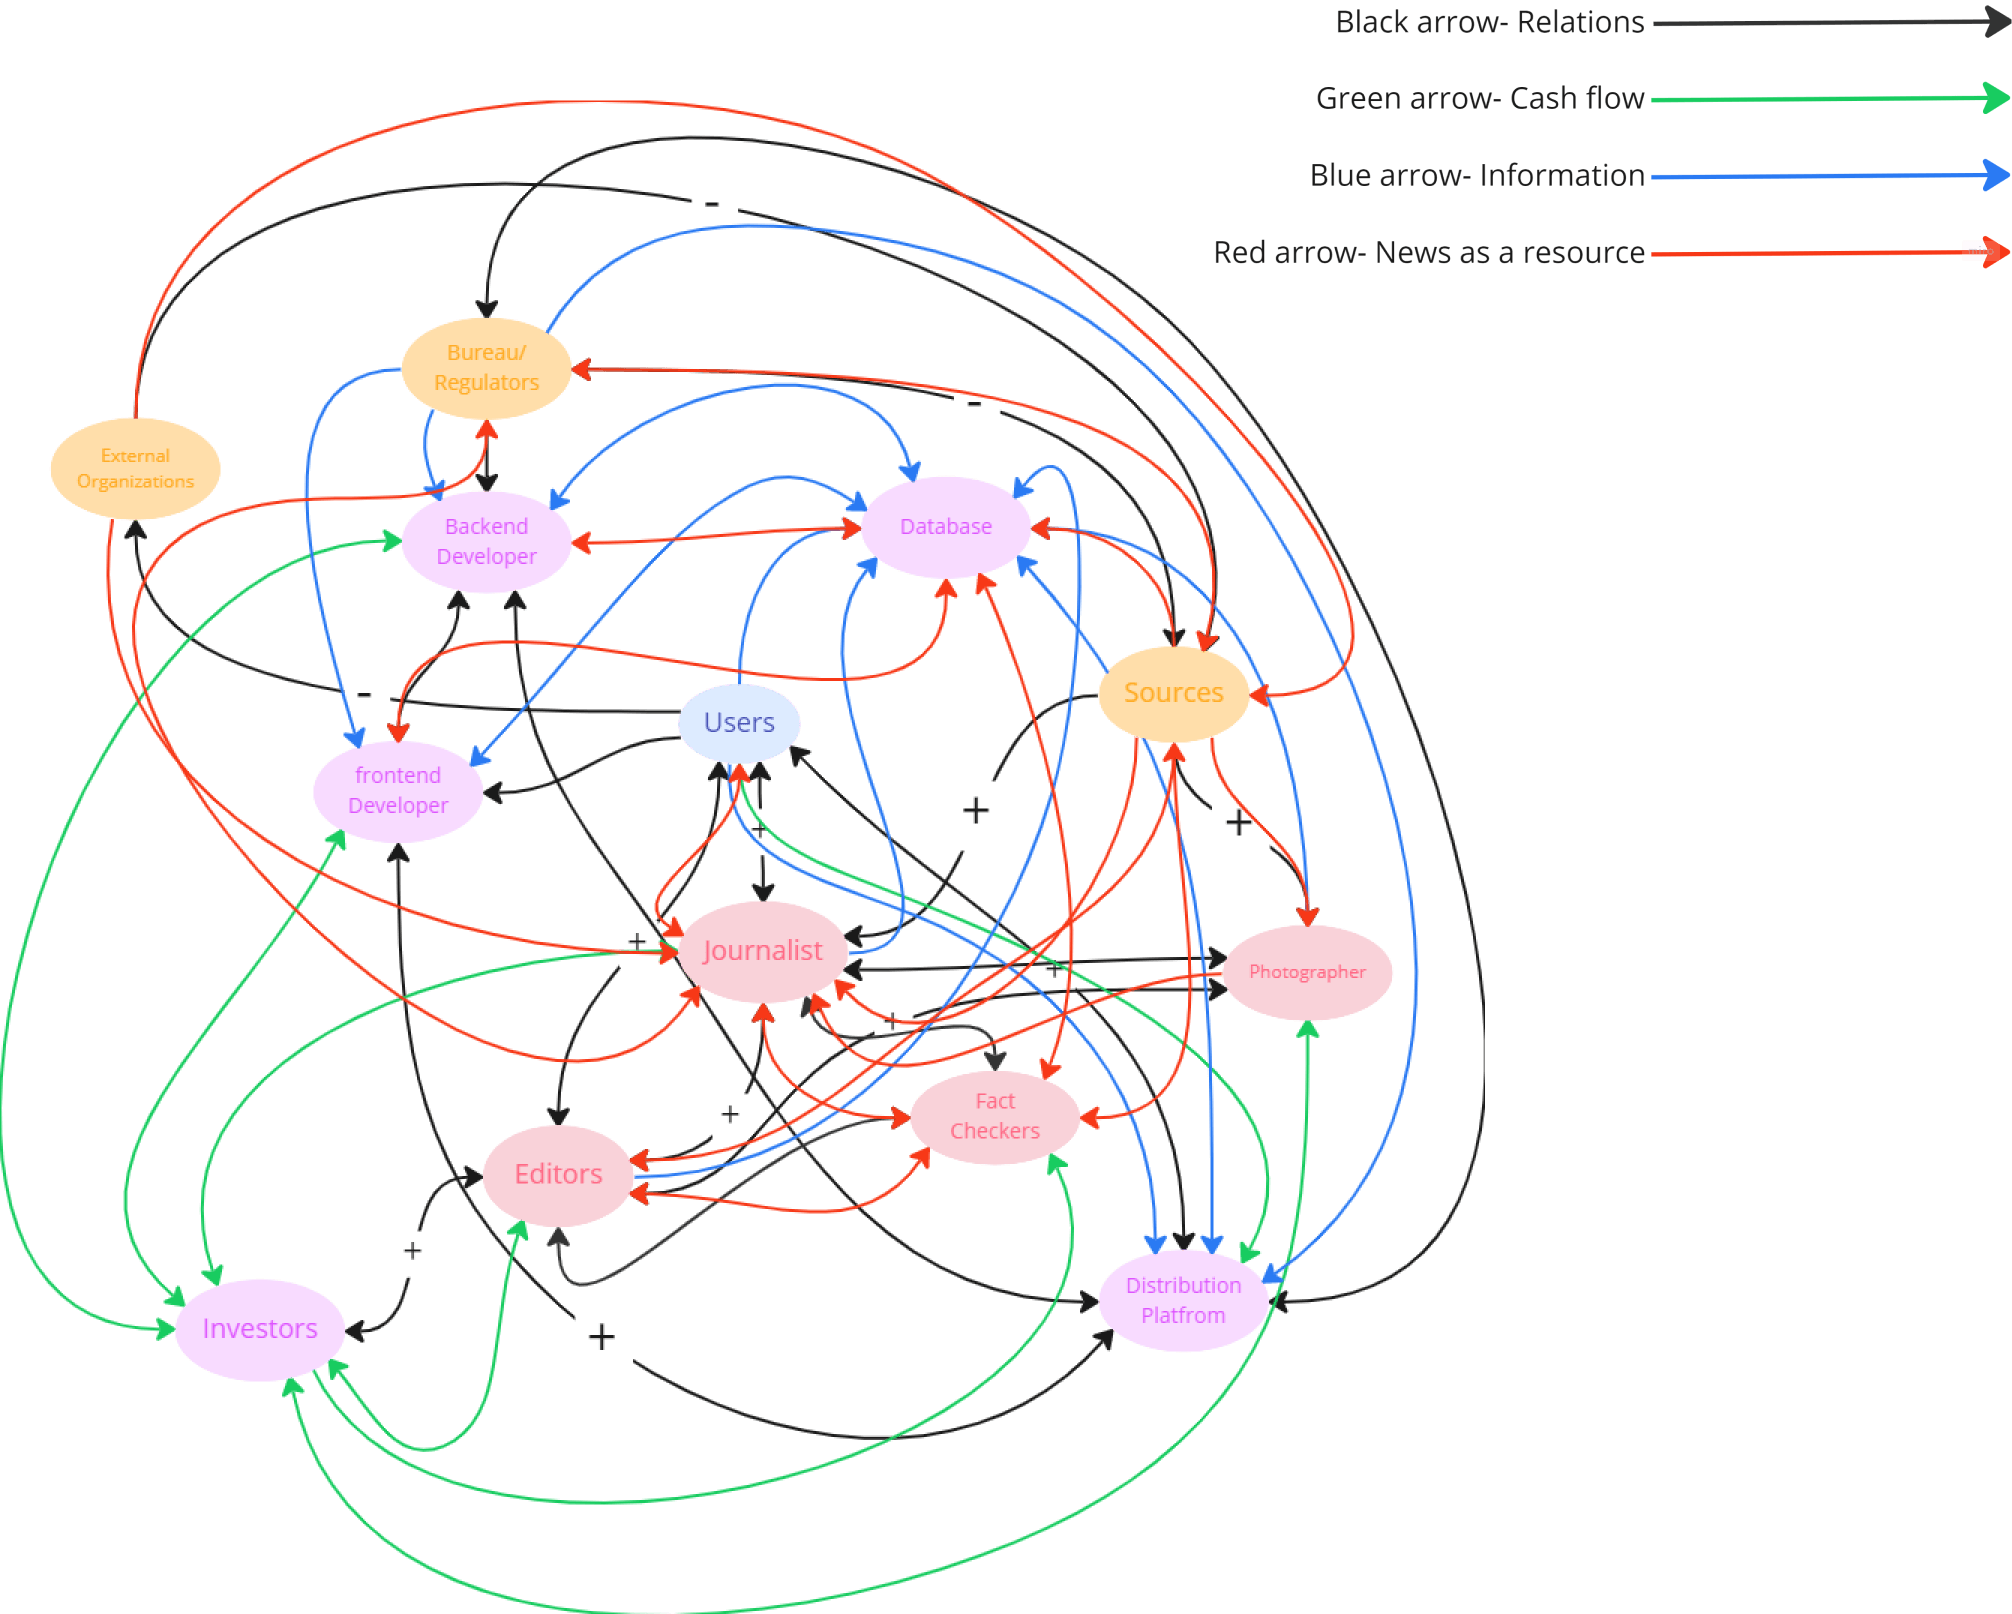 Black arrow- Relations
Green arrow- Cash flow
Blue arrow- Information
Red arrow- News as a resource
-
Bureau/
Regulators
-
External
Organizations
Backend
Developer
Database
-
Users
Sources
frontend
Developer
+
+
+
+
Journalist
+
Photographer
+
Fact
Checkers
+
Editors
+
Distribution
Platfrom
Investors
+